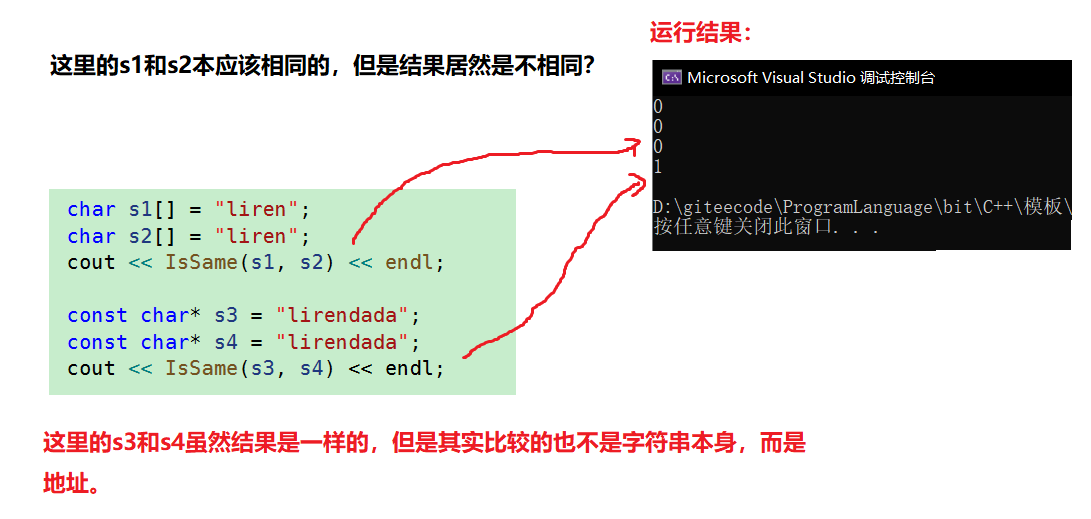 运行结果：
这里的s1和s2本应该相同的，但是结果居然是不相同？
Microsoft Visual Studio 调试控制台
0
0
0
1
D:\giteecode\ProgramLanguage\bit\C++\模板\
按任意键关闭此窗口. . .
char s1[] = "liren";
char s2[] = "liren";
cout << IsSame(s1, s2) << endl;
const char* s3 = "lirendada";
const char* s4 = "lirendada";
cout << IsSame(s3, s4) << endl;
这里的s3和s4虽然结果是一样的，但是其实比较的也不是字符串本身，而是
地址。